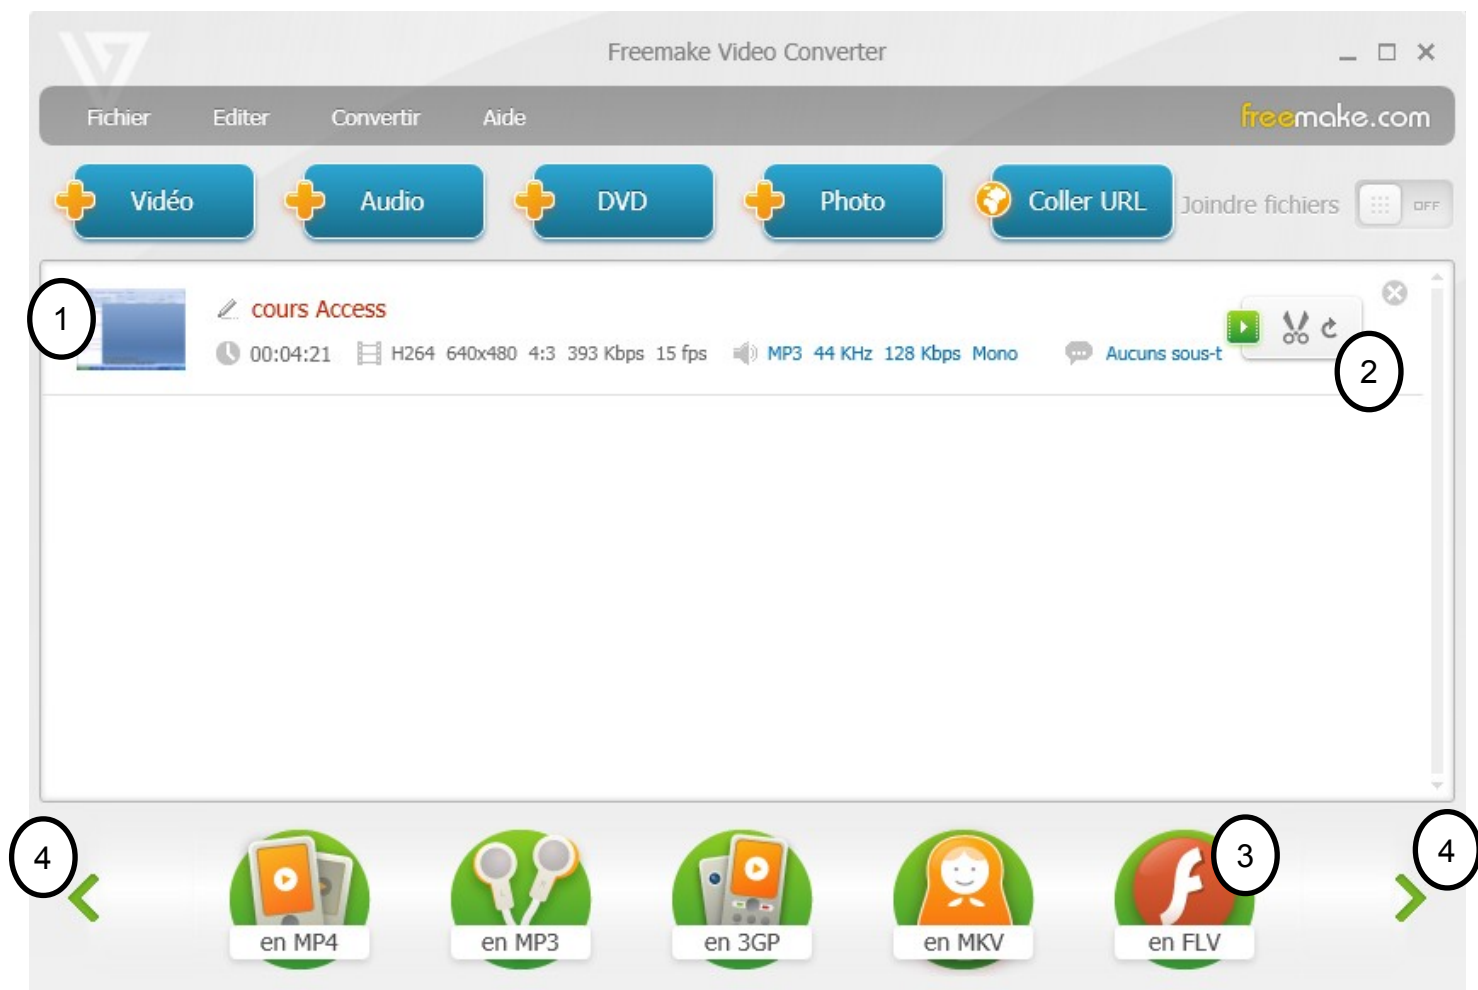 Freemake Video Converter
Fichier Editer Convertir Aide freemake.com
Vidéo Audio DVD Photo Coller URL Joindre fichiers OFF
1 cours Access
00:04:21 H264 640x480 4:3 393 Kbps 15 fps MP3 44 KHz 128 Kbps Mono Aucuns sous-t
2
4 3 4
en MP4 en MP3 en 3GP en MKV en FLV